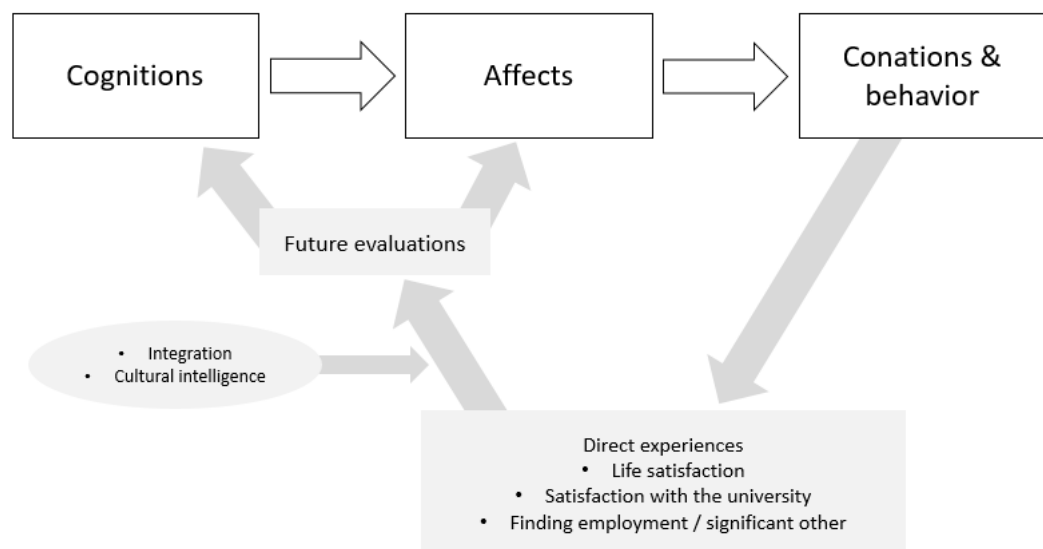 Cognitions
Affects
Conations &
behavior
Future evaluations
• Integration
• Cultural intelligence
Direct experiences
• Life satisfaction
• Satisfaction with the university
• Finding employment / significant other